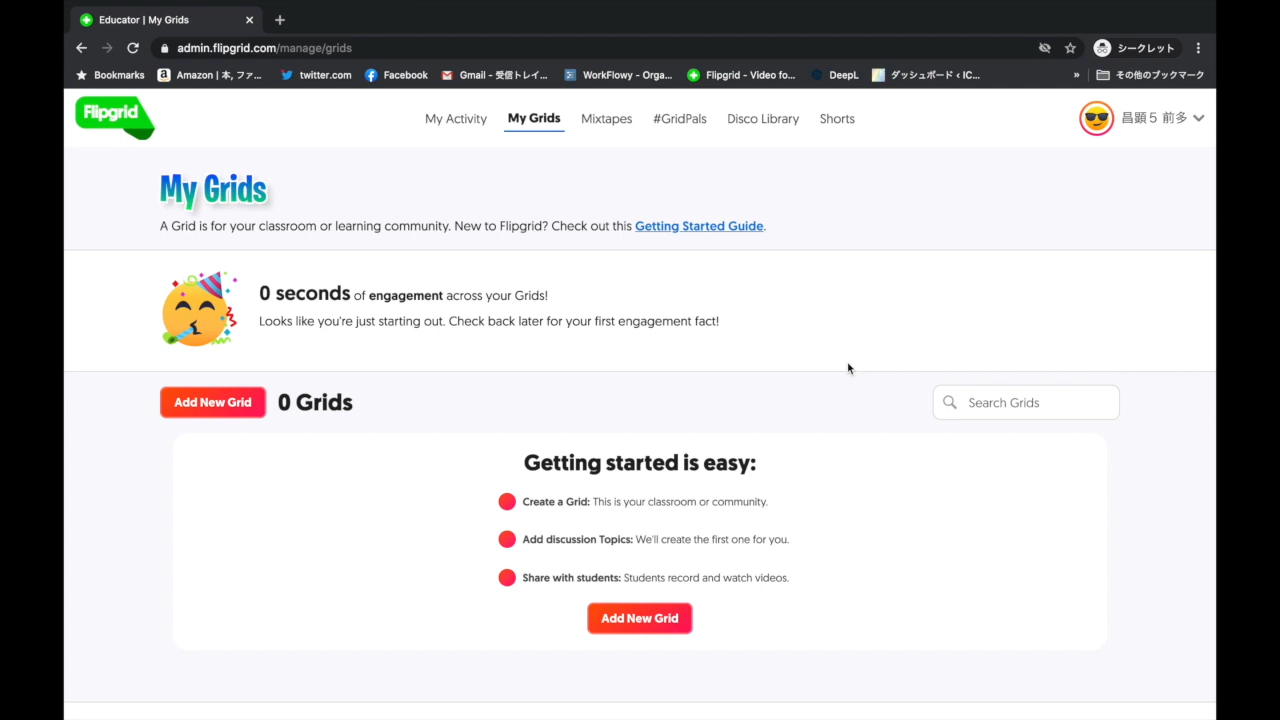 Educator | My Grids
admin.flipgrid.com/manage/grids
シークレット
Bookmarks
Amazon | 本, ファ...
twitter.com
Facebook
Gmail - 受信トレイ...
WorkFlowy - Orga...
Flipgrid - Video fo...
DeepL
ダッシュボード ‹ IC...
»
その他のブックマーク
Flipgrid
My Activity
My Grids
Mixtapes
#GridPals
Disco Library
Shorts
昌顕５ 前多
My Grids
A Grid is for your classroom or learning community. New to Flipgrid? Check out this Getting Started Guide.
0 seconds of engagement across your Grids!
Looks like you're just starting out. Check back later for your first engagement fact!
Add New Grid
0 Grids
Search Grids
Getting started is easy:
Create a Grid: This is your classroom or community.
Add discussion Topics: We'll create the first one for you.
Share with students: Students record and watch videos.
Add New Grid